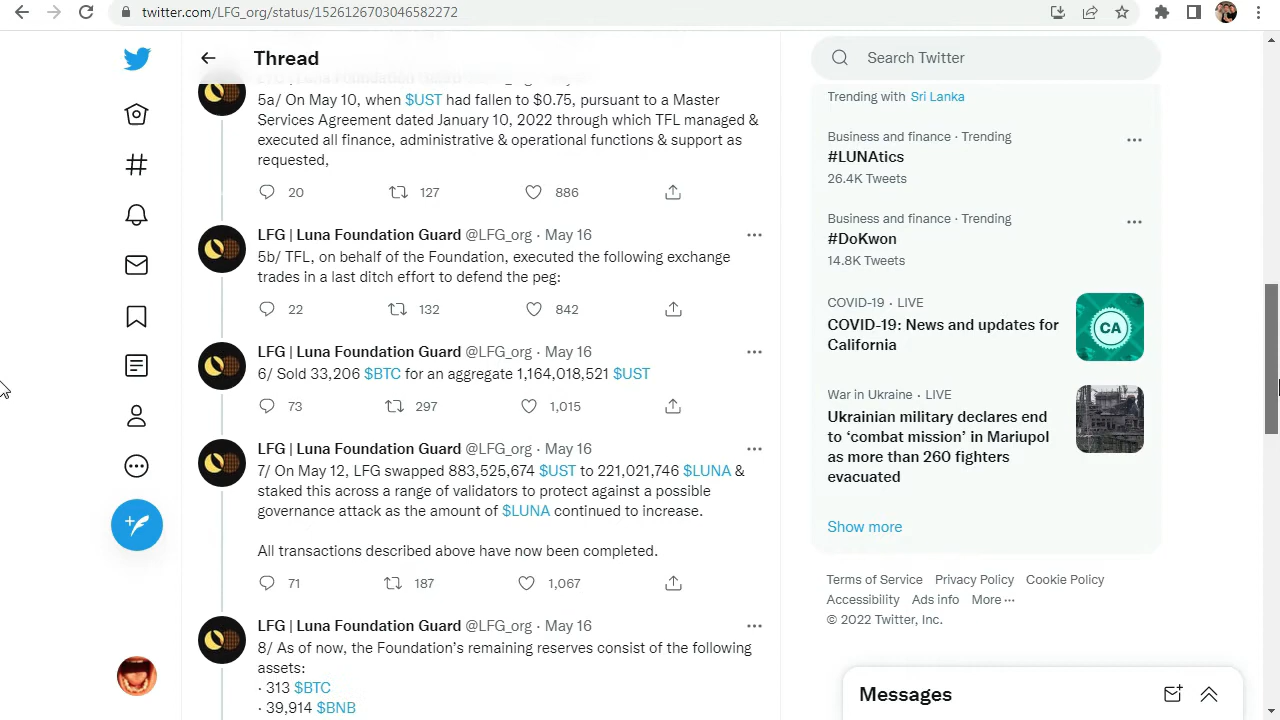 twitter.com/LFG_org/status/1526126703046582272
Thread
LFG | Luna Foundation Guard
5a/ On May 10, when $UST had fallen to $0.75, pursuant to a Master
Services Agreement dated January 10, 2022 through which TFL managed &
executed all finance, administrative & operational functions & support as
requested,
20 127 886
LFG | Luna Foundation Guard @LFG_org · May 16
5b/ TFL, on behalf of the Foundation, executed the following exchange
trades in a last ditch effort to defend the peg:
22 132 842
LFG | Luna Foundation Guard @LFG_org · May 16
6/ Sold 33,206 $BTC for an aggregate 1,164,018,521 $UST
73 297 1,015
LFG | Luna Foundation Guard @LFG_org · May 16
7/ On May 12, LFG swapped 883,525,674 $UST to 221,021,746 $LUNA &
staked this across a range of validators to protect against a possible
governance attack as the amount of $LUNA continued to increase.
All transactions described above have now been completed.
71 187 1,067
LFG | Luna Foundation Guard @LFG_org · May 16
8/ As of now, the Foundation's remaining reserves consist of the following
assets:
· 313 $BTC
· 39,914 $BNB
Search Twitter
Trending with Sri Lanka
Business and finance · Trending
#LUNAtics
26.4K Tweets
Business and finance · Trending
#DoKwon
14.8K Tweets
COVID-19 · LIVE
COVID-19: News and updates for
California
CA
War in Ukraine · LIVE
Ukrainian military declares end
to ‘combat mission’ in Mariupol
as more than 260 fighters
evacuated
Show more
Terms of Service Privacy Policy Cookie Policy
Accessibility Ads info More ···
© 2022 Twitter, Inc.
Messages